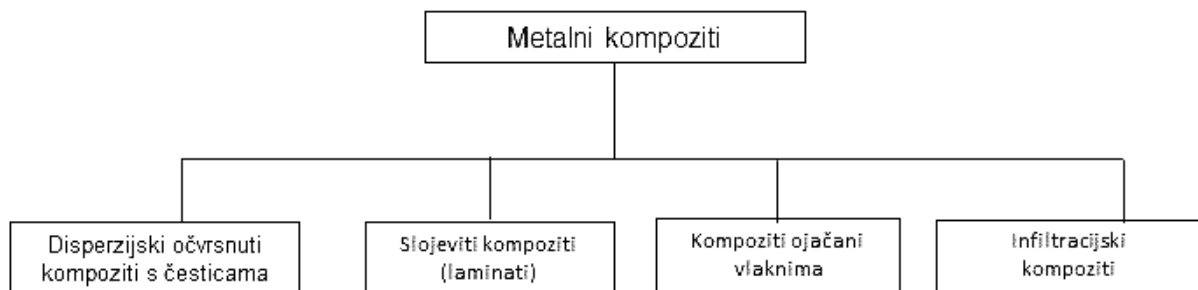 Metalni kompoziti
Disperzijski očvrsnuti
kompoziti s česticama
Slojeviti kompoziti
(laminati)
Kompoziti ojačani
vlaknima
Infiltracijski
kompoziti